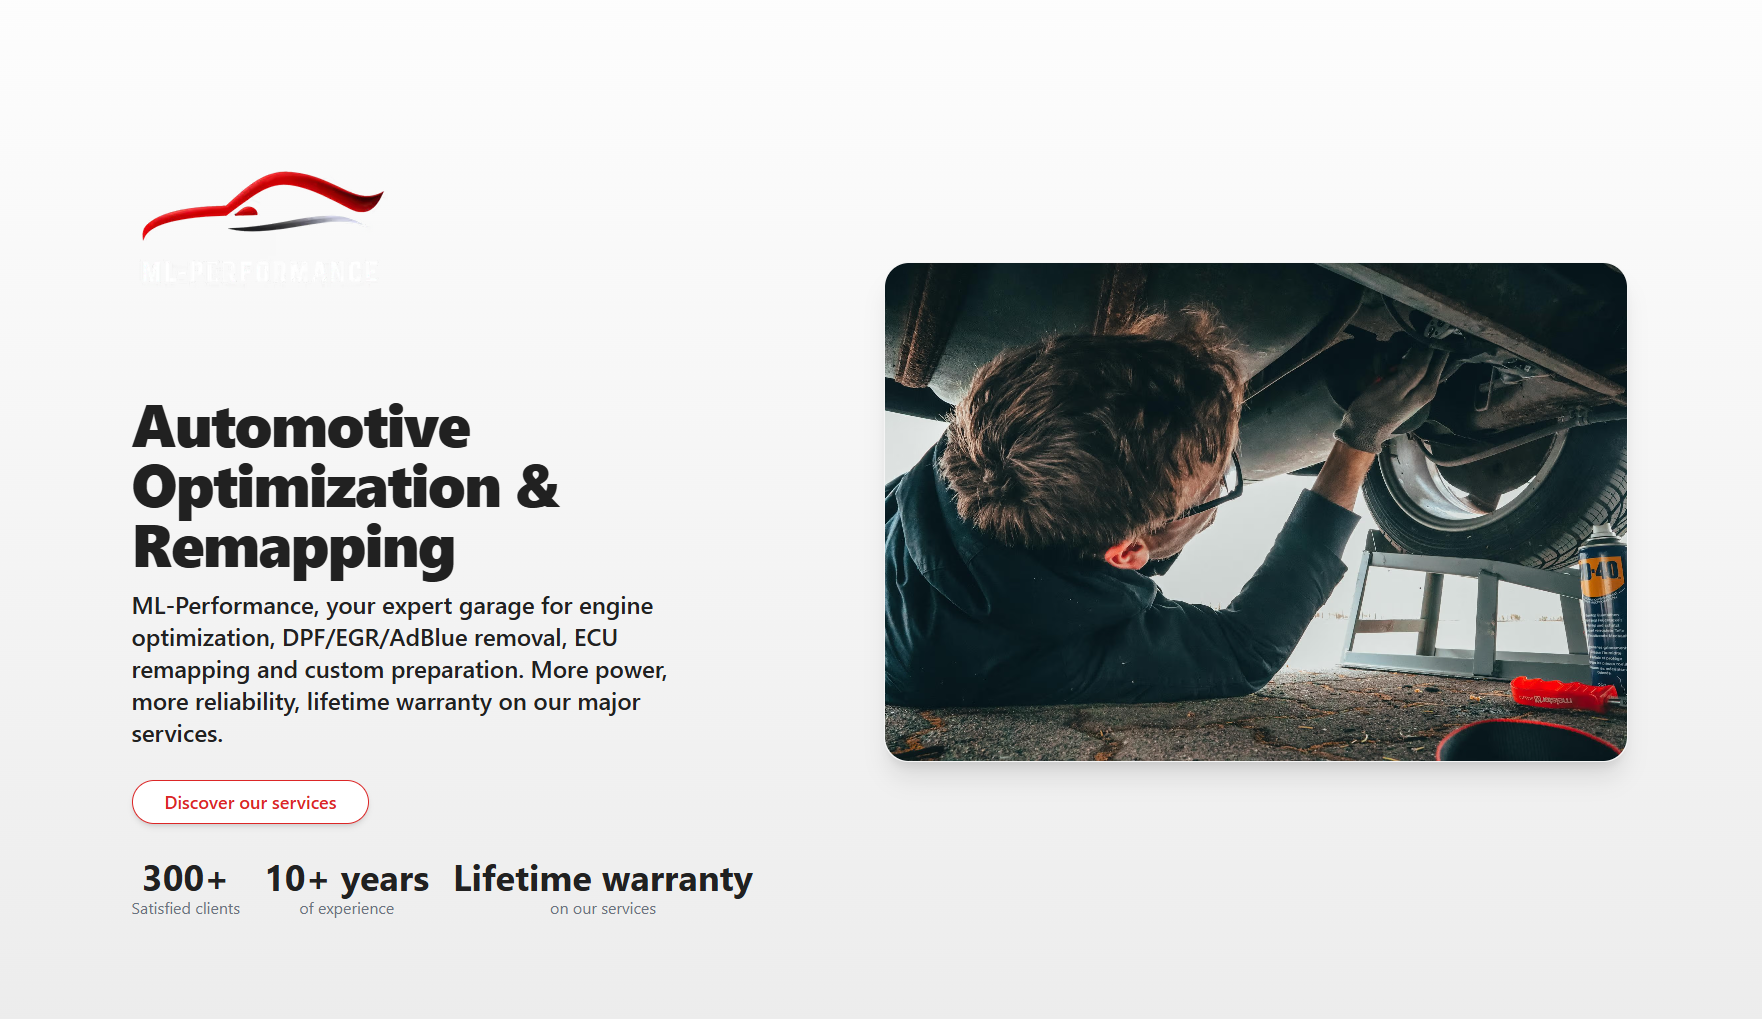 ML-PERFORMANCE
Automotive
Optimization &
Remapping
ML-Performance, your expert garage for engine
optimization, DPF/EGR/AdBlue removal, ECU
remapping and custom preparation. More power,
more reliability, lifetime warranty on our major
services.
Discover our services
300+ 10+ years Lifetime warranty
Satisfied clients of experience on our services
D-40